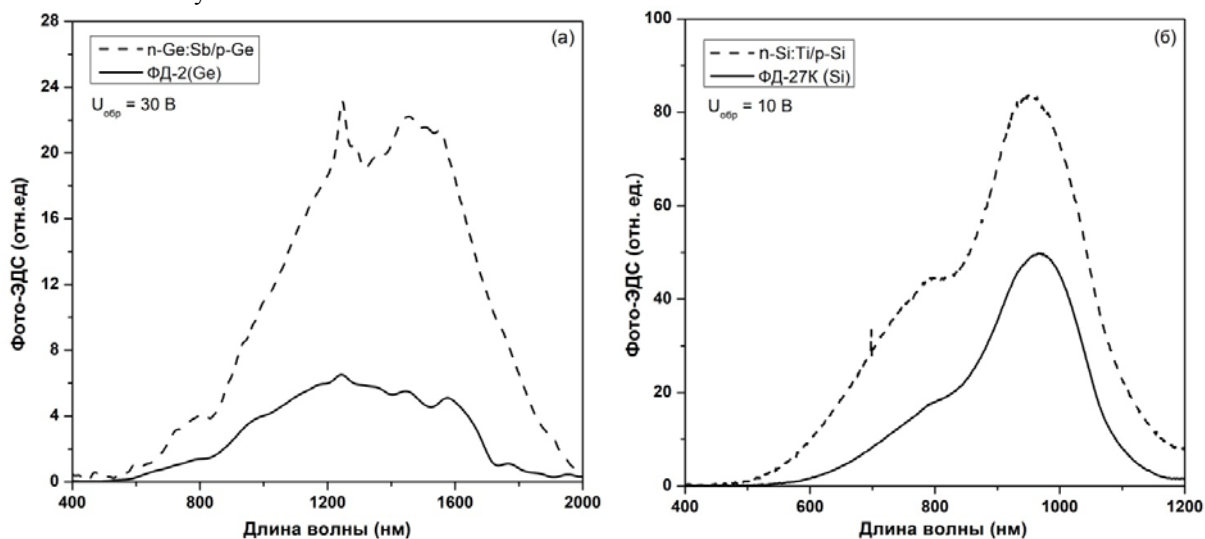 y
28
24
20
16
12
8
4
0
Фото-ЭДС (отн.ед)
n-Ge:Sb/p-Ge
ФД-2(Ge)
Uобр = 30 В
(а)
400 800 1200 1600 2000
Длина волны (нм)
100
80
60
40
20
0
Фото-ЭДС (отн. ед.)
n-Si:Ti/p-Si
ФД-27К (Si)
Uобр = 10 В
(б)
400 600 800 1000 1200
Длина волны (нм)